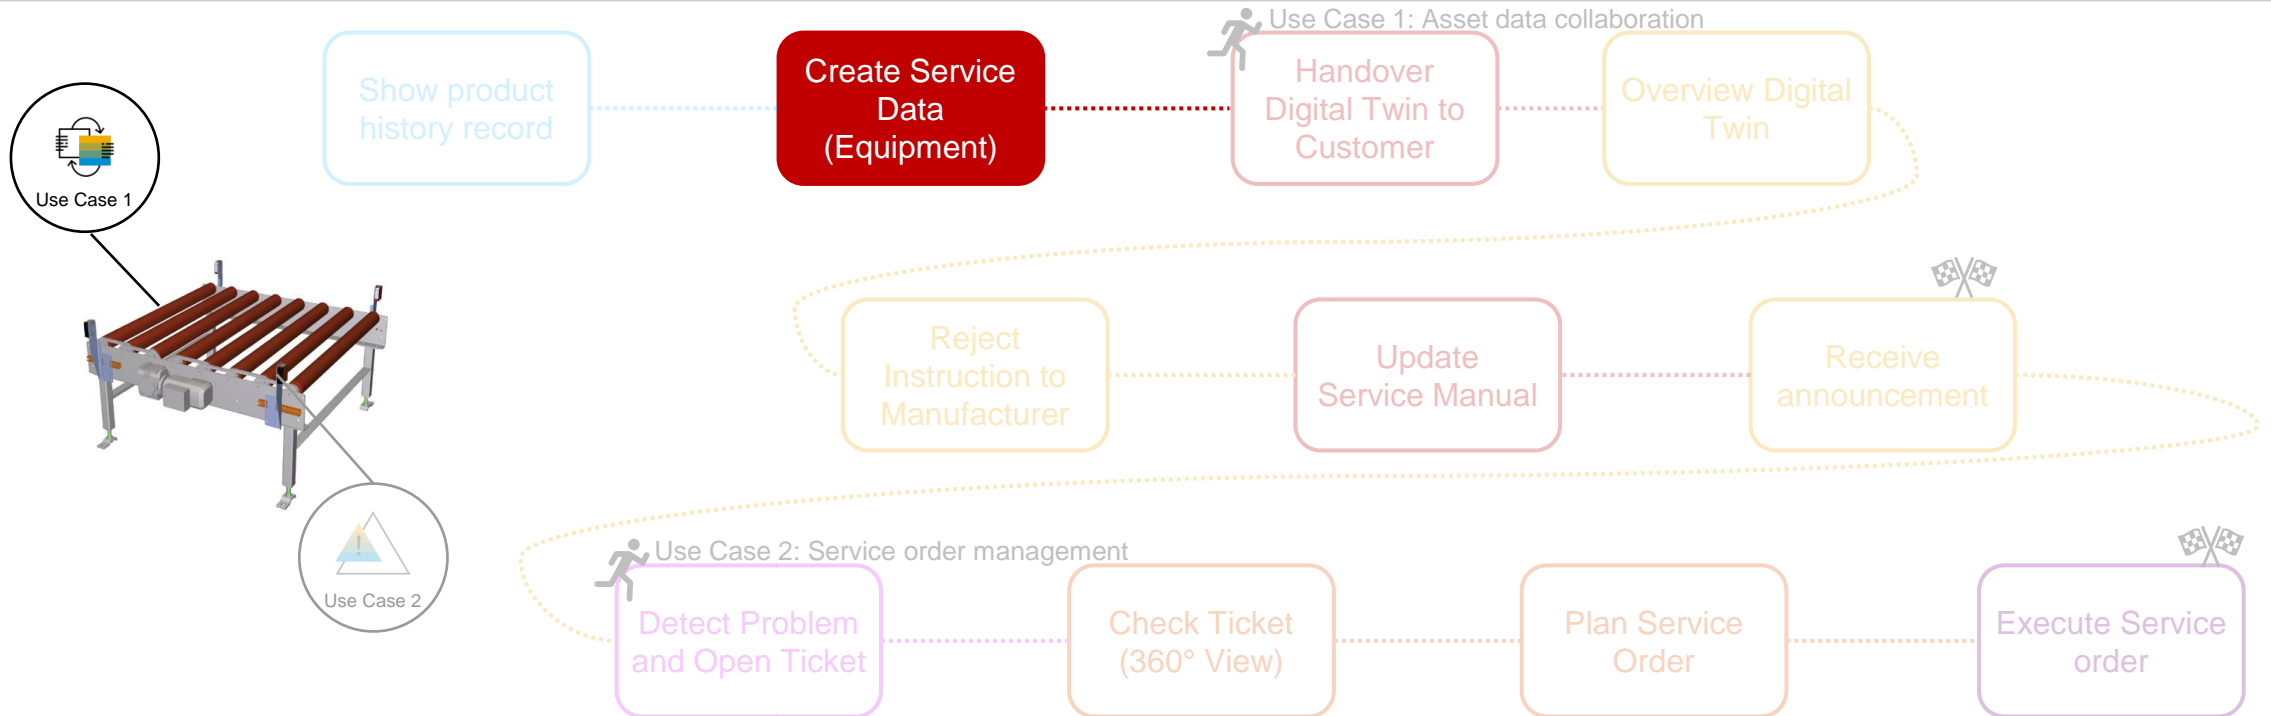 Use Case 1: Asset data collaboration
Show product
history record
Create Service
Data
(Equipment)
Handover
Digital Twin to
Customer
Overview Digital
Twin
Use Case 1
Reject
Instruction to
Manufacturer
Update
Service Manual
Receive
announcement
Use Case 2
Use Case 2: Service order management
Detect Problem
and Open Ticket
Check Ticket
(360° View)
Plan Service
Order
Execute Service
order